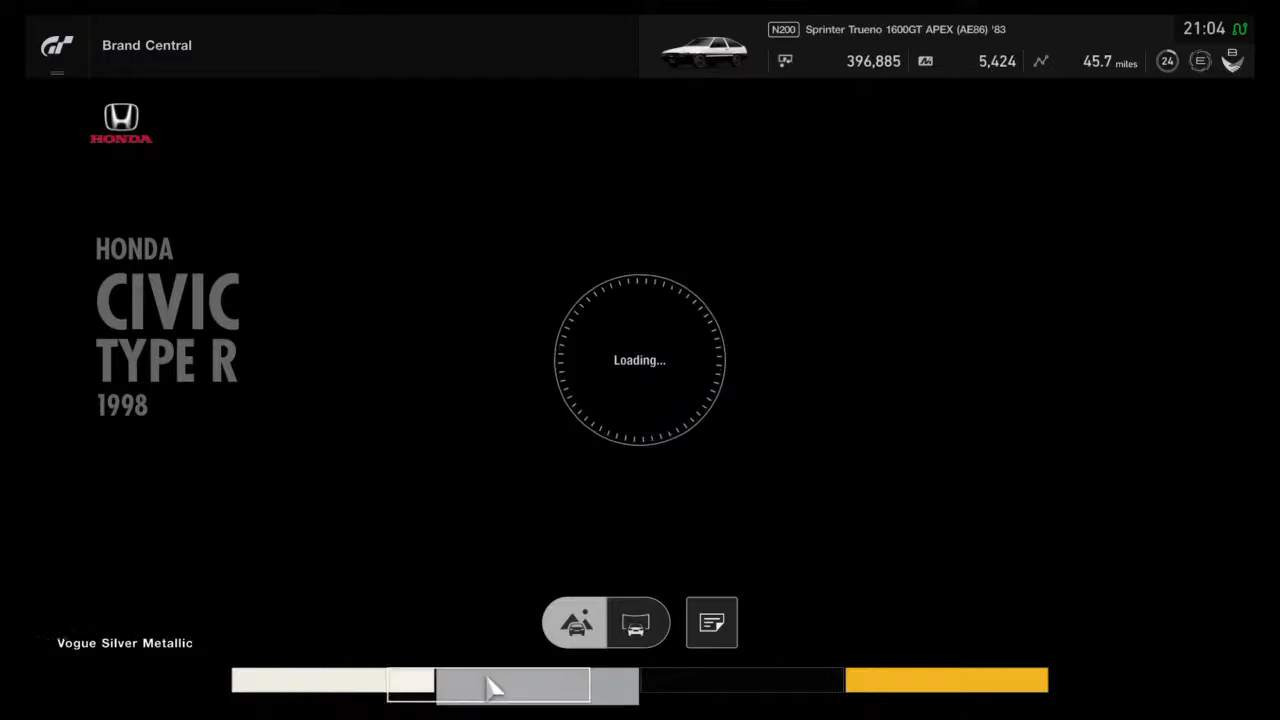 Brand Central
N200 Sprinter Trueno 1600GT APEX (AE86) '83
21:04
396,885 5,424 45.7 miles 24 E B
HONDA
HONDA
CIVIC
TYPE R
1998
Loading...
Vogue Silver Metallic